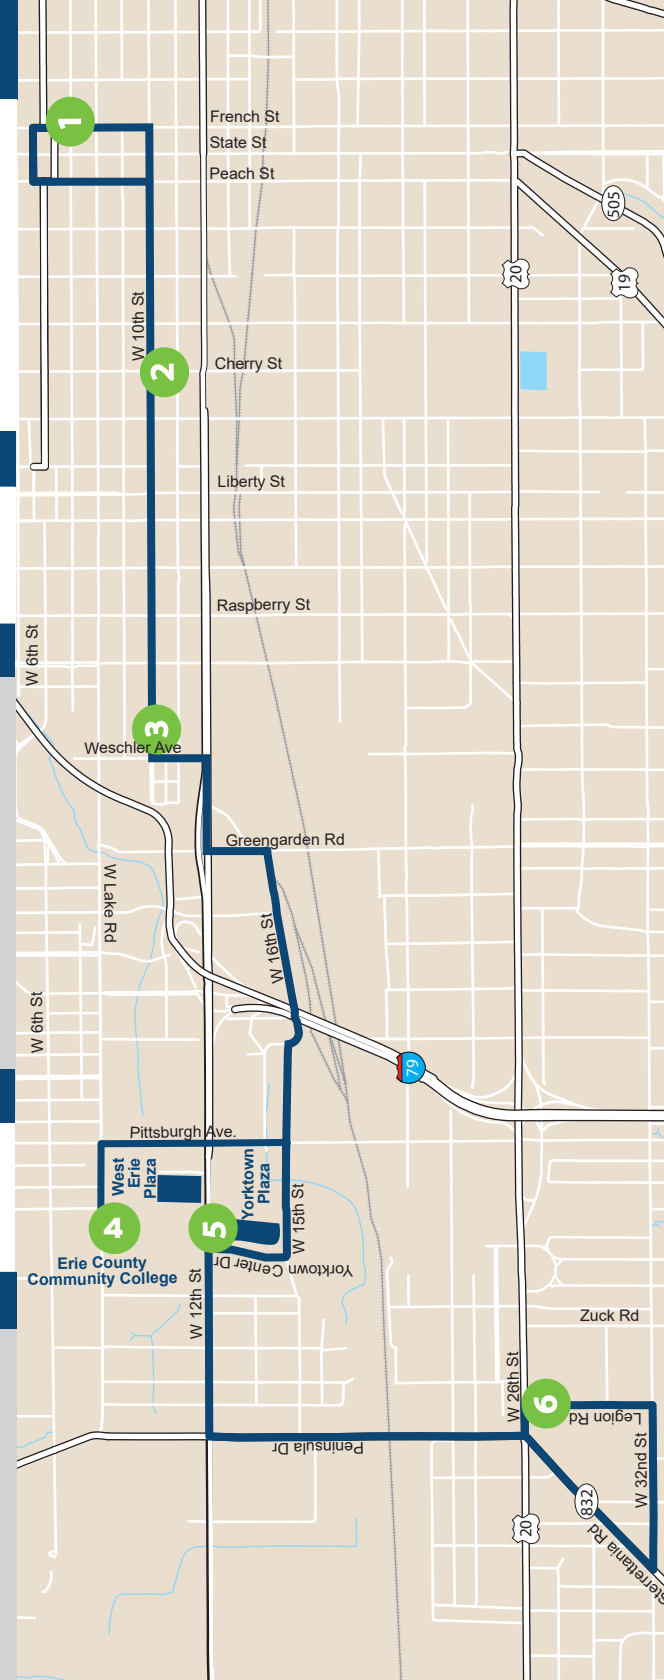 1
French St
State St
Peach St
505
20
19
W 10th St
2
Cherry St
Liberty St
Raspberry St
W 6th St
3
Weschler Ave
Greengarden Rd
W Lake Rd
W 16th St
W 6th St
79
Pittsburgh Ave.
West
Erie
Plaza
Yorktown
Plaza
4
5
W 15th St
Erie County
Community College
Yorktown Center Dr
W 12th St
Zuck Rd
W 26th St
6
Legion Rd
Peninsula Dr
W 32nd St
832
20
Sterrettania Rd